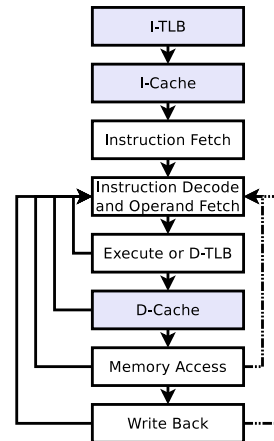 I-TLB
I-Cache
Instruction Fetch
Instruction Decode
and Operand Fetch
Execute or D-TLB
D-Cache
Memory Access
Write Back